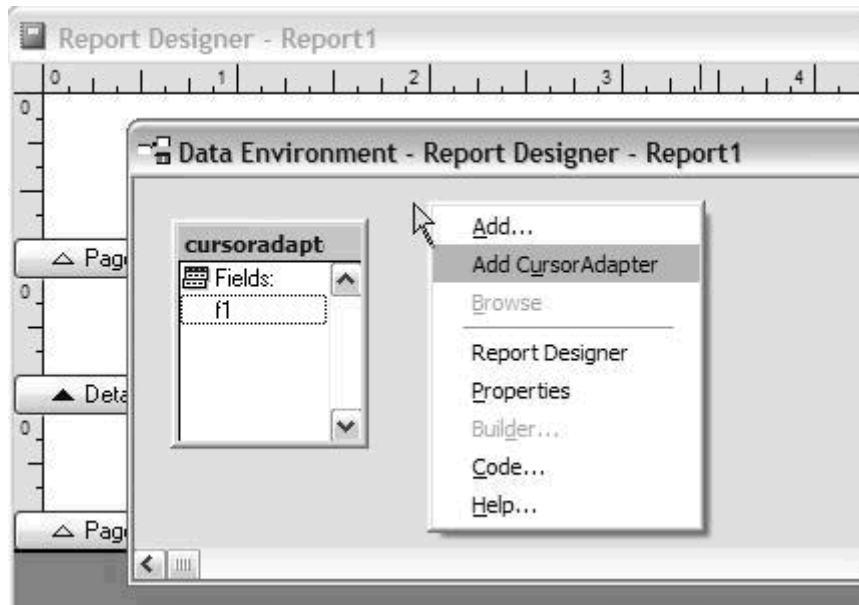 Report Designer - Report1
0 1 2 3 4
0
Data Environment - Report Designer - Report1
cursoradapt
Fields:
f1
Add...
Add CursorAdapter
Browse
Report Designer
Properties
Builder...
Code...
Help...
Page
0
Deta
0
Pag